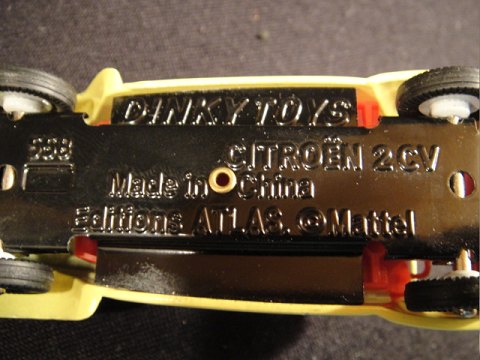 DINKY TOYS
558 CITROËN 2CV
Made in China
Editions ATLAS. © Mattel